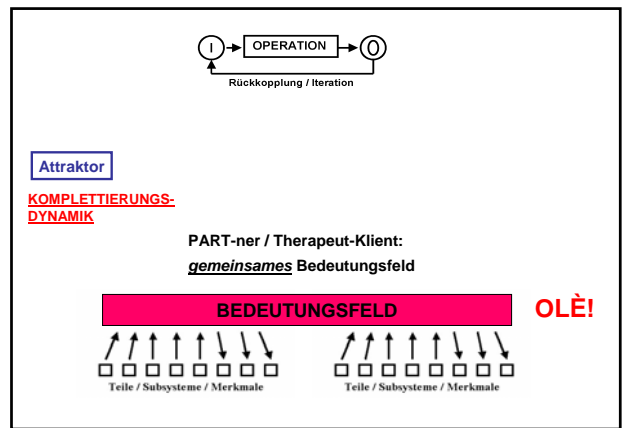 I OPERATION O
Rückkopplung / Iteration
Attraktor
KOMPLETTIERUNGS-
DYNAMIK
PART-ner / Therapeut-Klient:
gemeinsames Bedeutungsfeld
BEDEUTUNGSFELD OLÈ!
Teile / Subsysteme / Merkmale Teile / Subsysteme / Merkmale